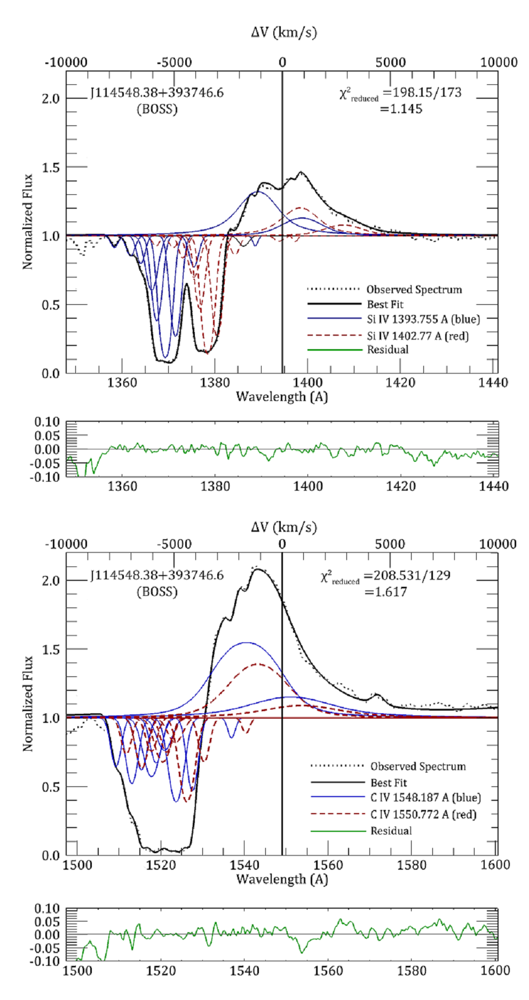 ΔV (km/s)
-10000 -5000 0 5000 10000
J114548.38+393746.6
(BOSS)
χ²reduced =198.15/173
=1.145
2.0
1.5
1.0
0.5
0.0
Normalized Flux
Observed Spectrum
Best Fit
Si IV 1393.755 A (blue)
Si IV 1402.77 A (red)
Residual
1360 1380 1400 1420 1440
Wavelength (A)
0.10
0.05
0.00
-0.05
-0.10
1360 1380 1400 1420 1440
ΔV (km/s)
-10000 -5000 0 5000 10000
J114548.38+393746.6
(BOSS)
χ²reduced =208.531/129
=1.617
2.0
1.5
1.0
0.5
0.0
Normalized Flux
Observed Spectrum
Best Fit
C IV 1548.187 A (blue)
C IV 1550.772 A (red)
Residual
1500 1520 1540 1560 1580 1600
Wavelength (A)
0.10
0.05
0.00
-0.05
-0.10
1500 1520 1540 1560 1580 1600